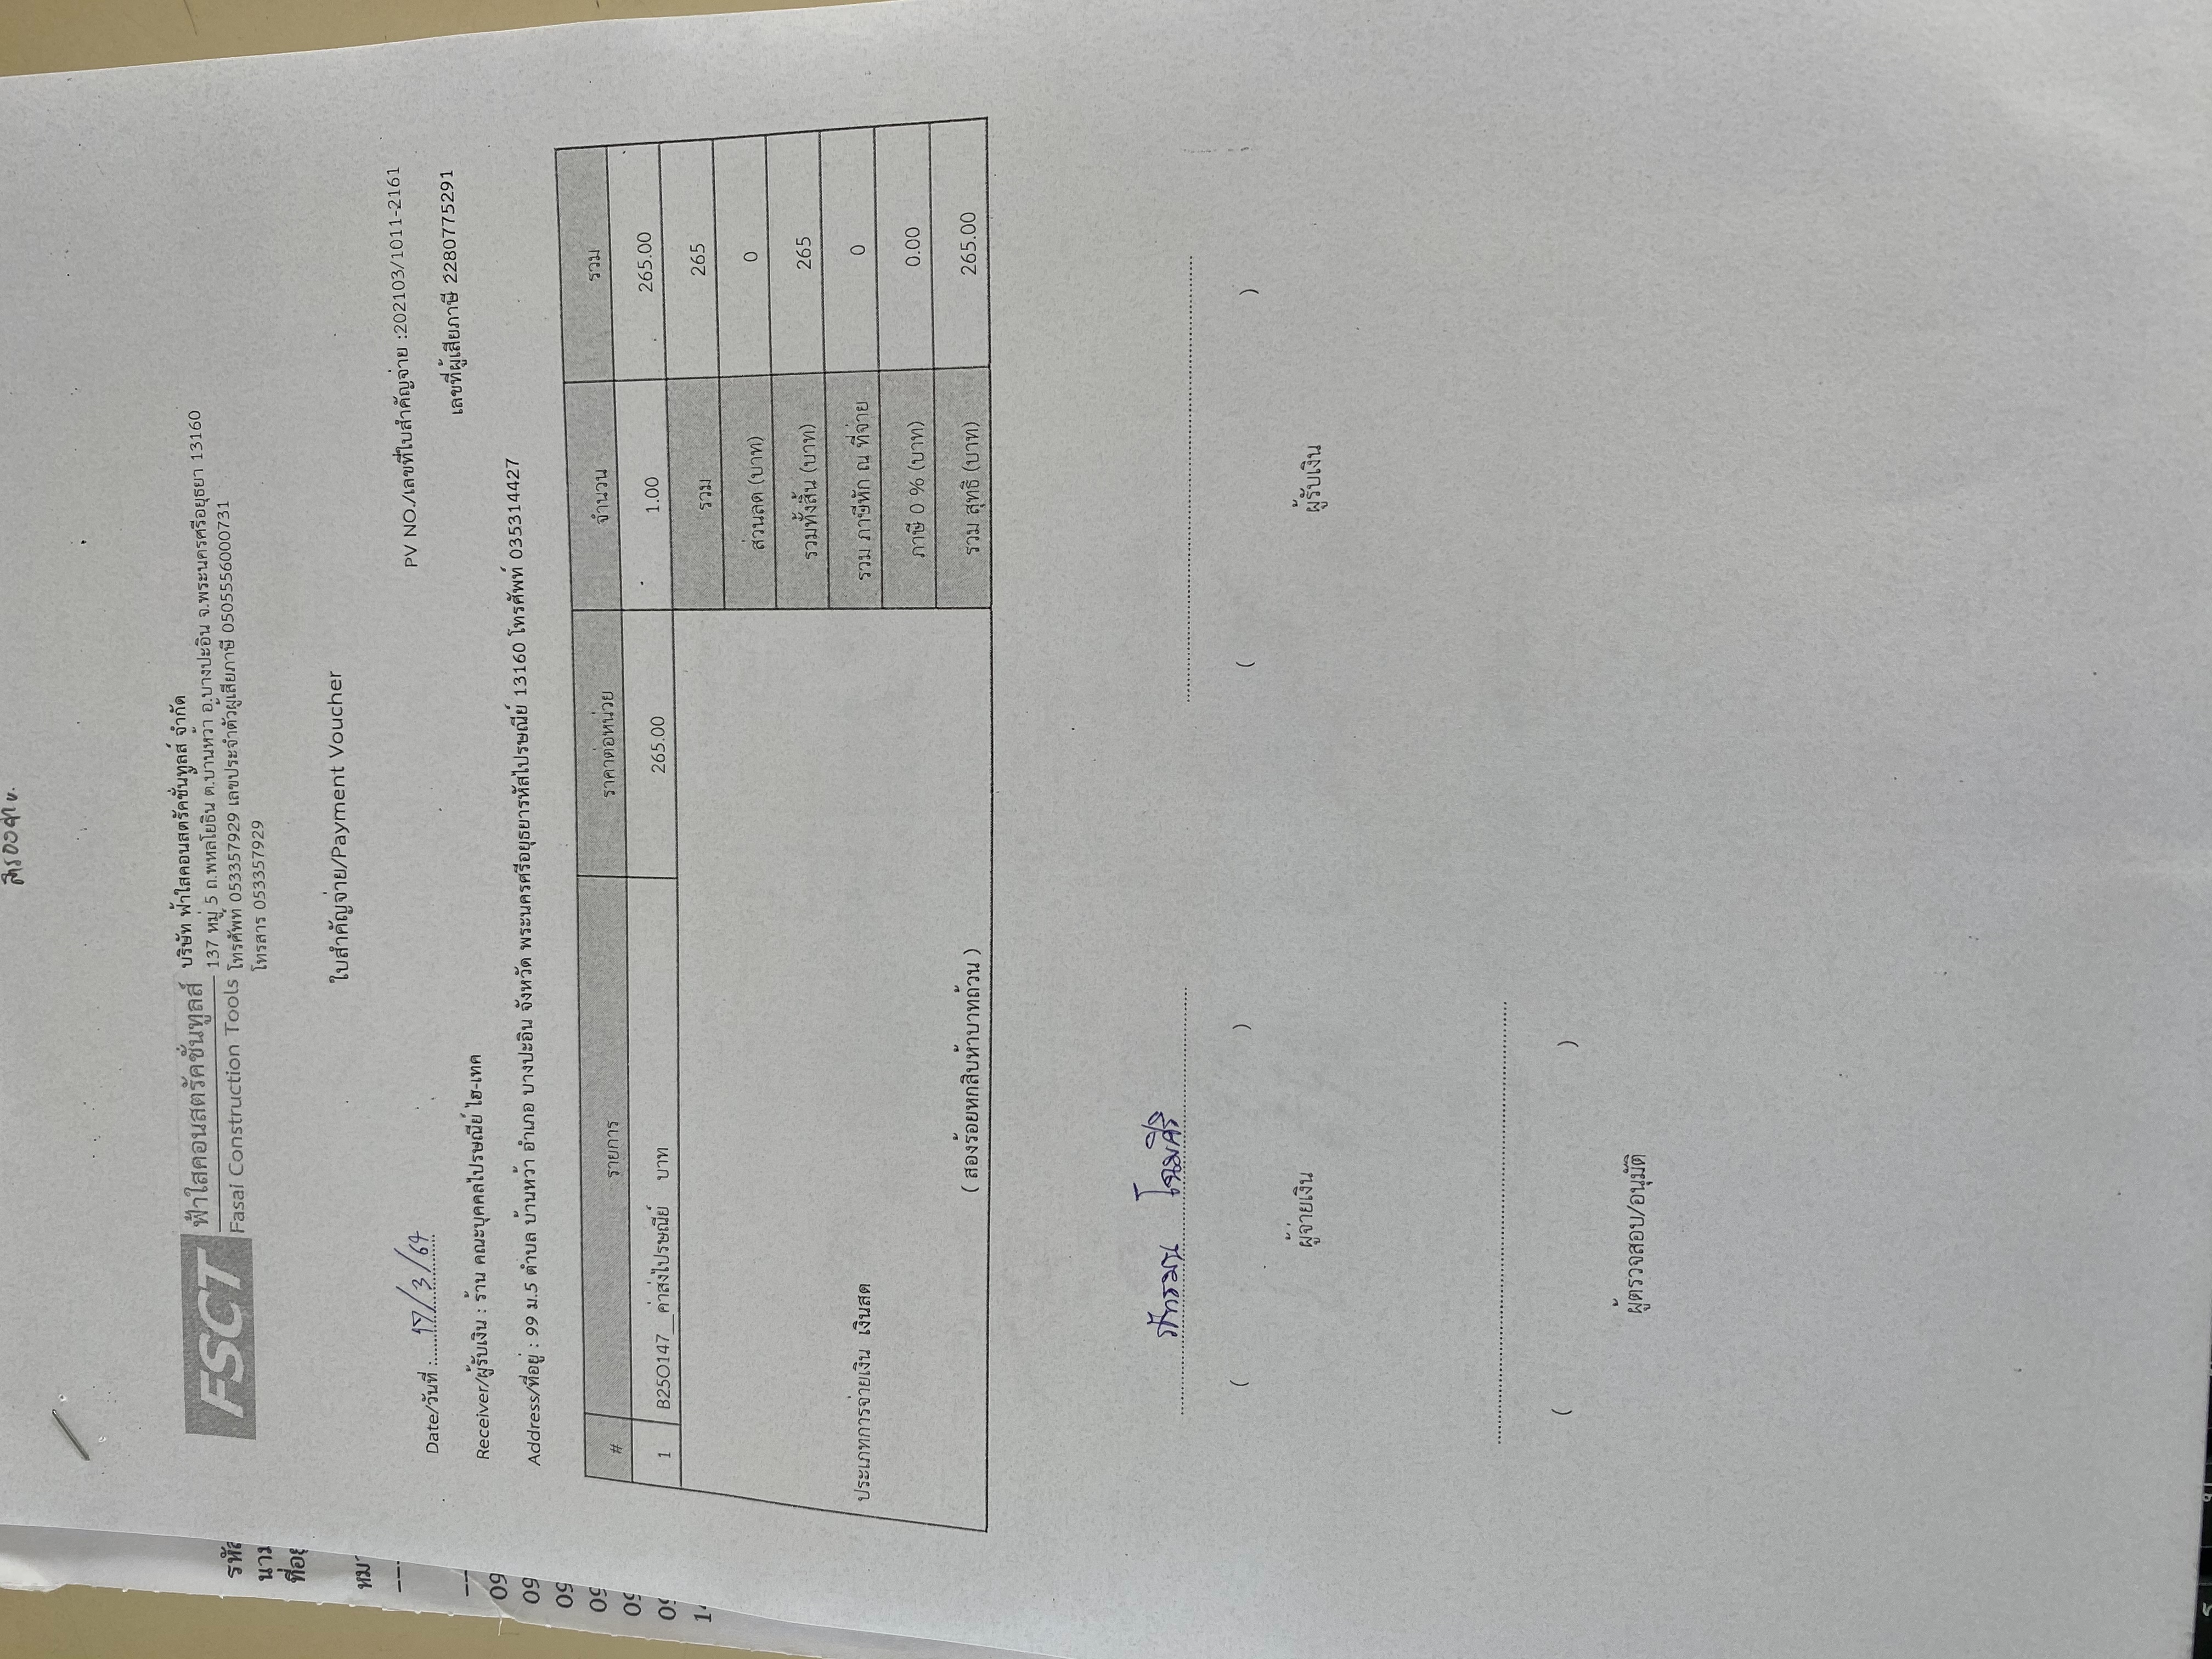 สำรองจ่าย
FSCT
ฟ้าใสคอนสตรัคชั่นทูลส์
Fasai Construction Tools
บริษัท ฟ้าใสคอนสตรัคชั่นทูลส์ จำกัด
137 หมู่ 5 ถ.พหลโยธิน ต.บ้านหว้า อ.บางปะอิน จ.พระนครศรีอยุธยา 13160
โทรศัพท์ 053357929 เลขประจำตัวผู้เสียภาษี 0505556000731
โทรสาร 053357929
ใบสำคัญจ่าย/Payment Voucher
PV NO./เลขที่ใบสำคัญจ่าย :202103/1011-2161
Date/วันที่ : 17/3/64
เลขที่ผู้เสียภาษี 2280775291
Receiver/ผู้รับเงิน : ร้าน คณะบุคคลไปรษณีย์ ไฮ-เทค
Address/ที่อยู่ : 99 ม.5 ตำบล บ้านหว้า อำเภอ บางปะอิน จังหวัด พระนครศรีอยุธยารหัสไปรษณีย์ 13160 โทรศัพท์ 035314427
# รายการ ราคาต่อหน่วย จำนวน รวม
1 B25O147__ค่าส่งไปรษณีย์ บาท 265.00 1.00 265.00
รวม 265
ส่วนลด (บาท) 0
รวมทั้งสิ้น (บาท) 265
ประเภทการจ่ายเงิน เงินสด รวม ภาษีหัก ณ ที่จ่าย 0
ภาษี 0 % (บาท) 0.00
( สองร้อยหกสิบห้าบาทถ้วน ) รวม สุทธิ (บาท) 265.00
( ) ( )
ผู้จ่ายเงิน ผู้รับเงิน
( )
ผู้ตรวจสอบ/อนุมัติ